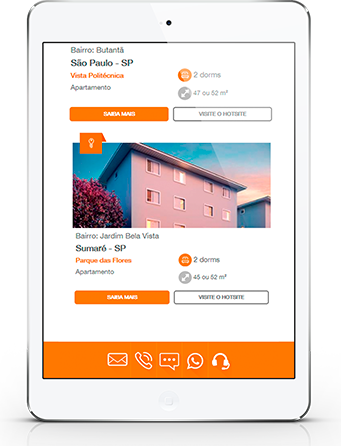 Bairro: Butantã
São Paulo - SP
Vista Politécnica
2 dorms
Apartamento
47 ou 52 m²
SAIBA MAIS
VISITE O HOTSITE
Bairro: Jardim Bela Vista
Sumaré - SP
Parque das Flores
2 dorms
Apartamento
45 ou 52 m²
SAIBA MAIS
VISITE O HOTSITE